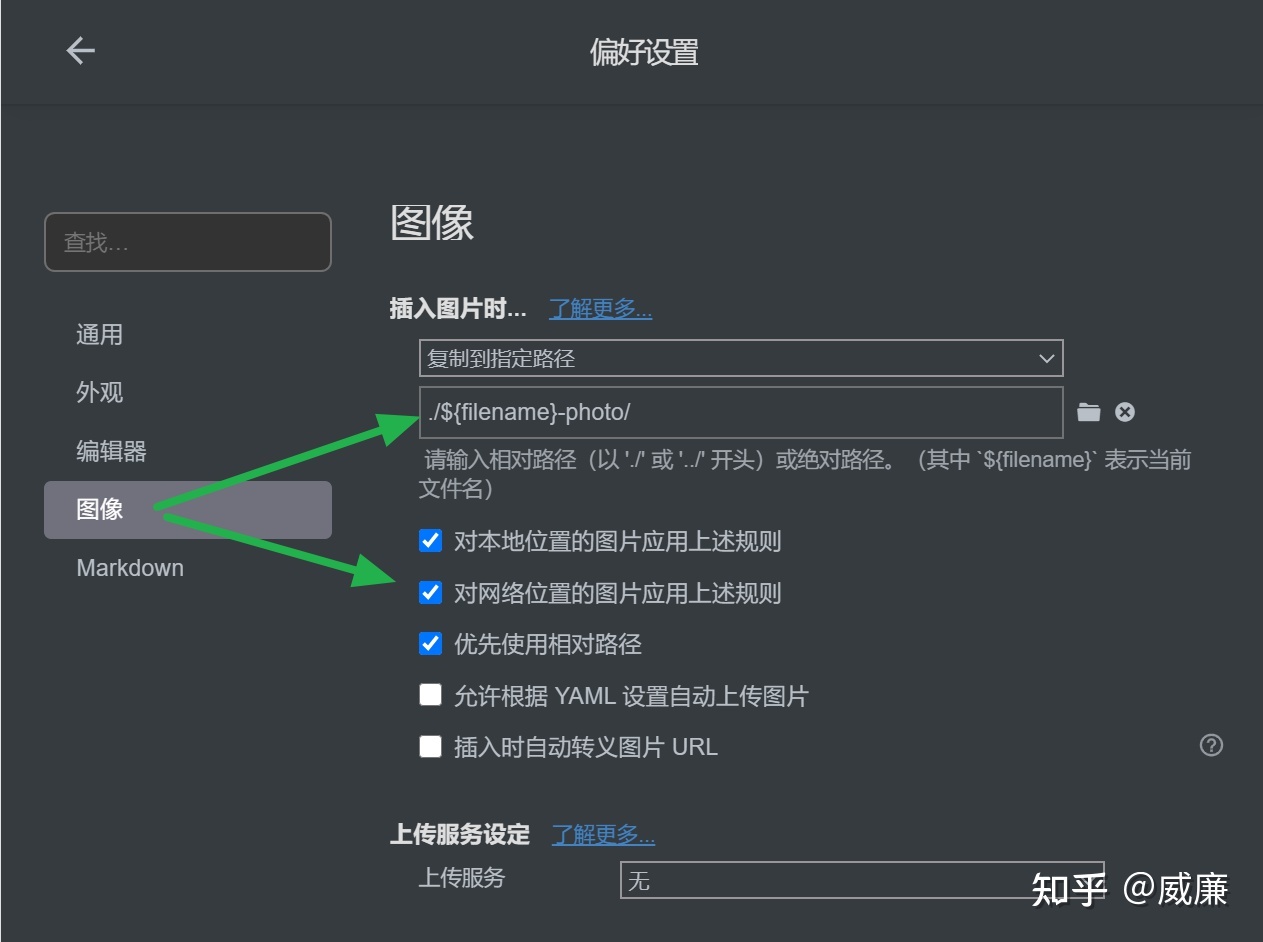 偏好设置
查找…
通用
外观
编辑器
图像
Markdown
图像
插入图片时... 了解更多...
复制到指定路径
./${filename}-photo/
请输入相对路径（以 './' 或 '../' 开头）或绝对路径。（其中 `${filename}` 表示当前
文件名）
对本地位置的图片应用上述规则
对网络位置的图片应用上述规则
优先使用相对路径
允许根据 YAML 设置自动上传图片
插入时自动转义图片 URL
上传服务设定 了解更多...
上传服务 无
知乎 @威廉